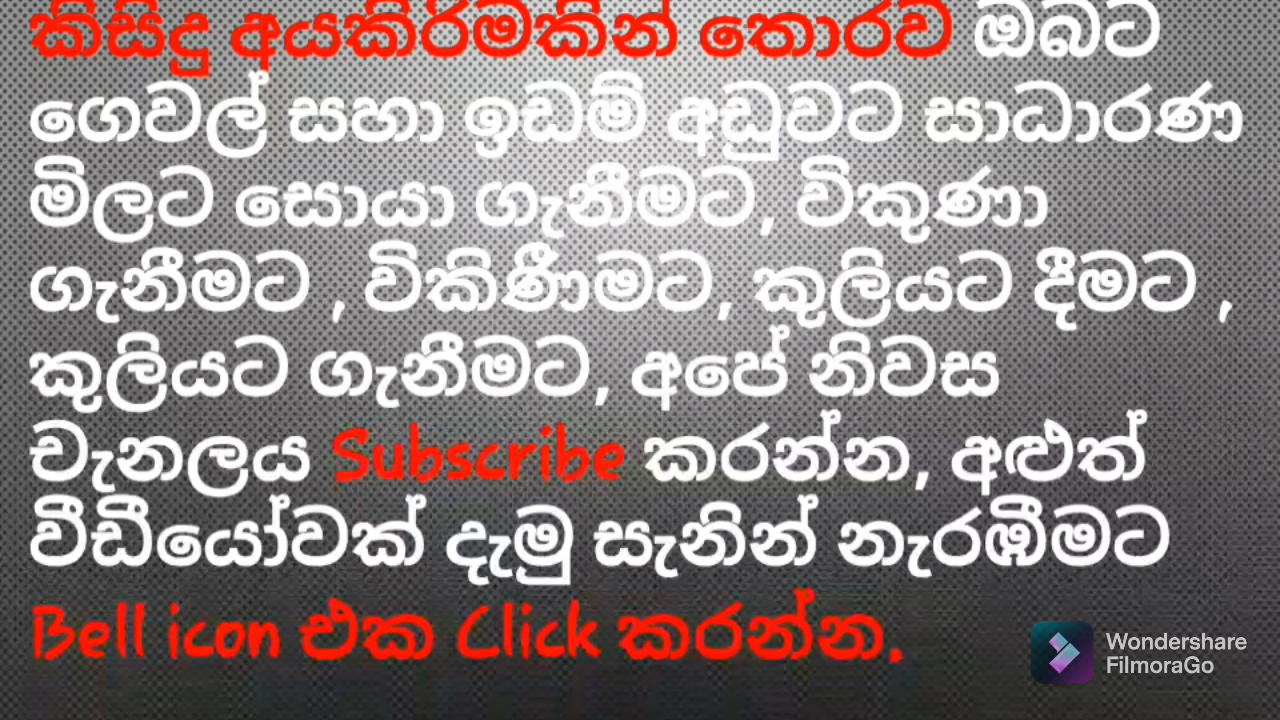 කිසිදු අයකිරීමකින් තොරව ඔබට
ගෙවල් සහා ඉඩම් අඩුවට සාධාරණ
මිලට සොයා ගැනීමට, විකුණා
ගැනීමට , විකිණීමට, කුලියට දීමට ,
කුලියට ගැනීමට, අපේ නිවස
චැනලය Subscribe කරන්න, අළුත්
වීඩීයෝවක් දැමු සැනින් නැරඹීමට
Bell icon එක Click කරන්න.
Wondershare
FilmoraGo